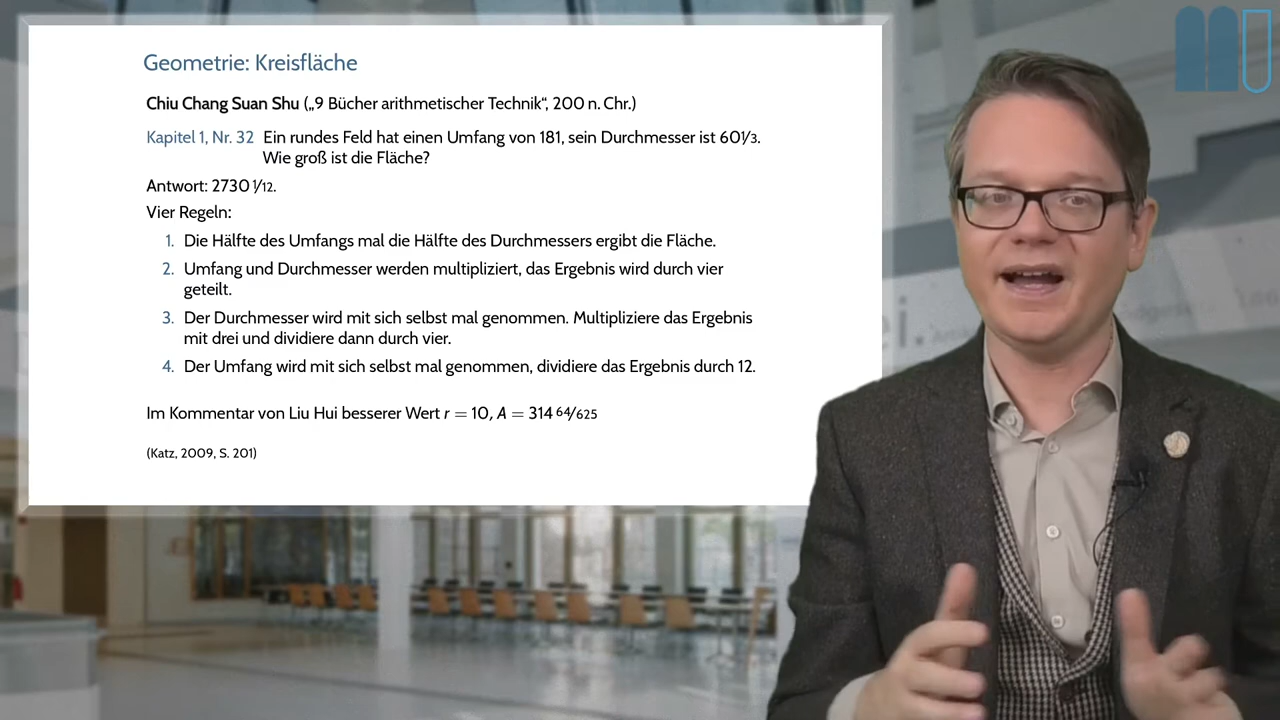 Geometrie: Kreisfläche
Chiu Chang Suan Shu („9 Bücher arithmetischer Technik“, 200 n. Chr.)
Kapitel 1, Nr. 32 Ein rundes Feld hat einen Umfang von 181, sein Durchmesser ist 60 1/3.
Wie groß ist die Fläche?
Antwort: 2730 1/12.
Vier Regeln:
1. Die Hälfte des Umfangs mal die Hälfte des Durchmessers ergibt die Fläche.
2. Umfang und Durchmesser werden multipliziert, das Ergebnis wird durch vier
geteilt.
3. Der Durchmesser wird mit sich selbst mal genommen. Multipliziere das Ergebnis
mit drei und dividiere dann durch vier.
4. Der Umfang wird mit sich selbst mal genommen, dividiere das Ergebnis durch 12.
Im Kommentar von Liu Hui besserer Wert r = 10, A = 314 64/625
(Katz, 2009, S. 201)